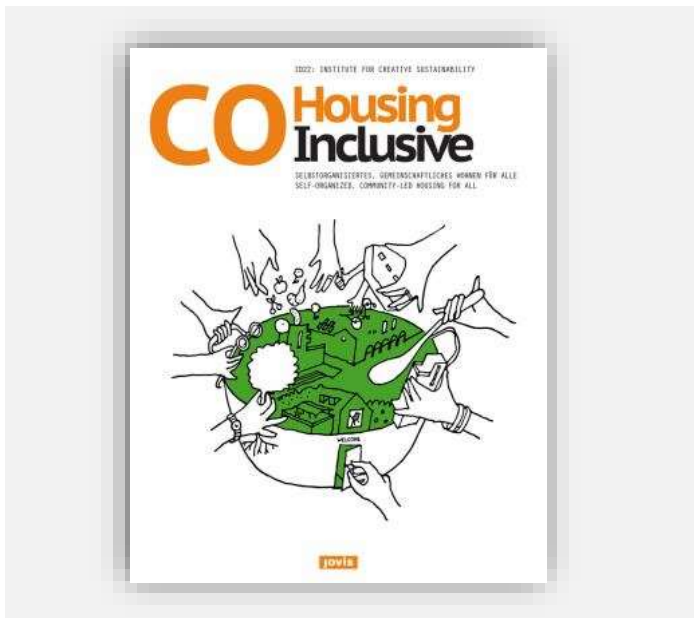 ID22: INSTITUTE FOR CREATIVE SUSTAINABILITY
CO Housing
Inclusive
SELBSTORGANISIERTES, GEMEINSCHAFTLICHES WOHNEN FÜR ALLE
SELF-ORGANIZED, COMMUNITY-LED HOUSING FOR ALL
WELCOME
jovis